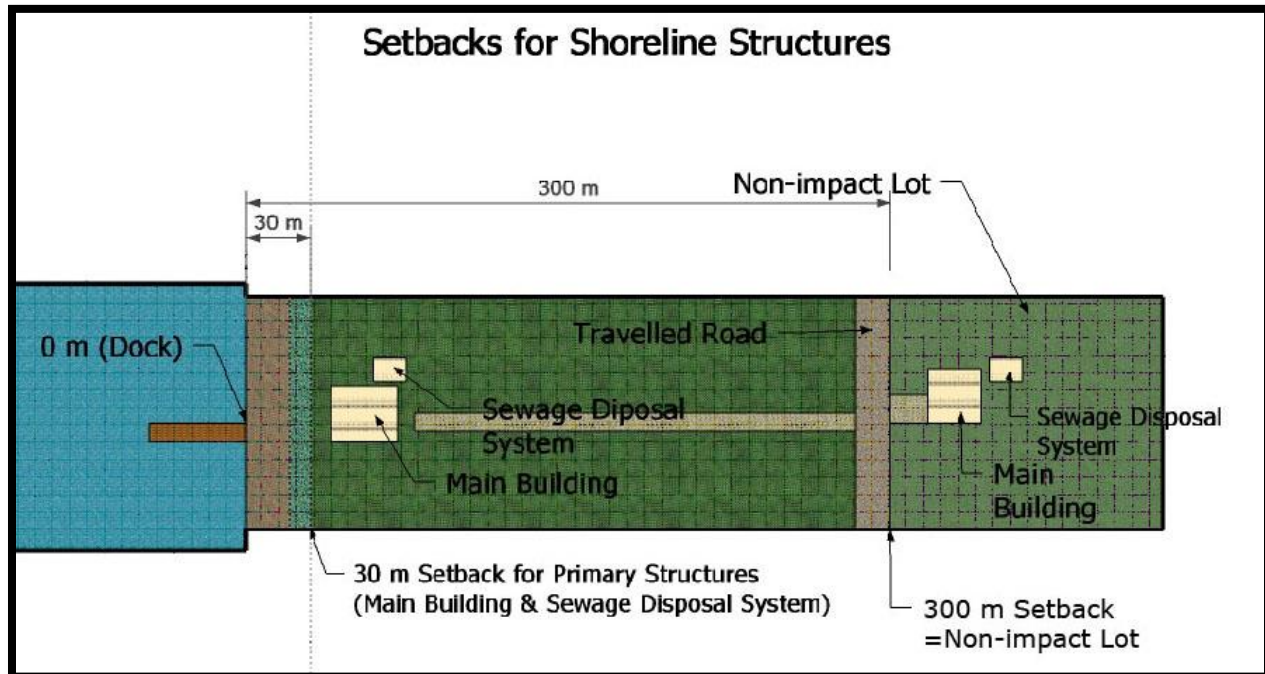 Setbacks for Shoreline Structures
Non-impact Lot
300 m
30 m
0 m (Dock)
Travelled Road
Sewage Diposal
System
Main Building
Sewage Disposal
System
Main
Building
30 m Setback for Primary Structures
(Main Building & Sewage Disposal System)
300 m Setback
=Non-impact Lot